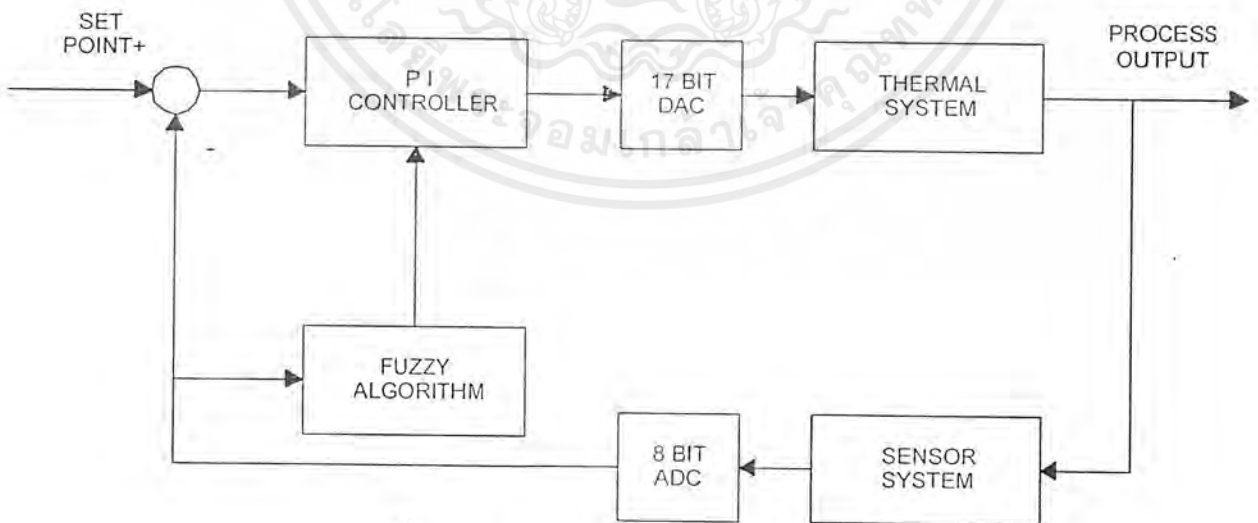 SET
POINT+
PROCESS
OUTPUT
P I
CONTROLLER
17 BIT
DAC
THERMAL
SYSTEM
-
FUZZY
ALGORITHM
8 BIT
ADC
SENSOR
SYSTEM